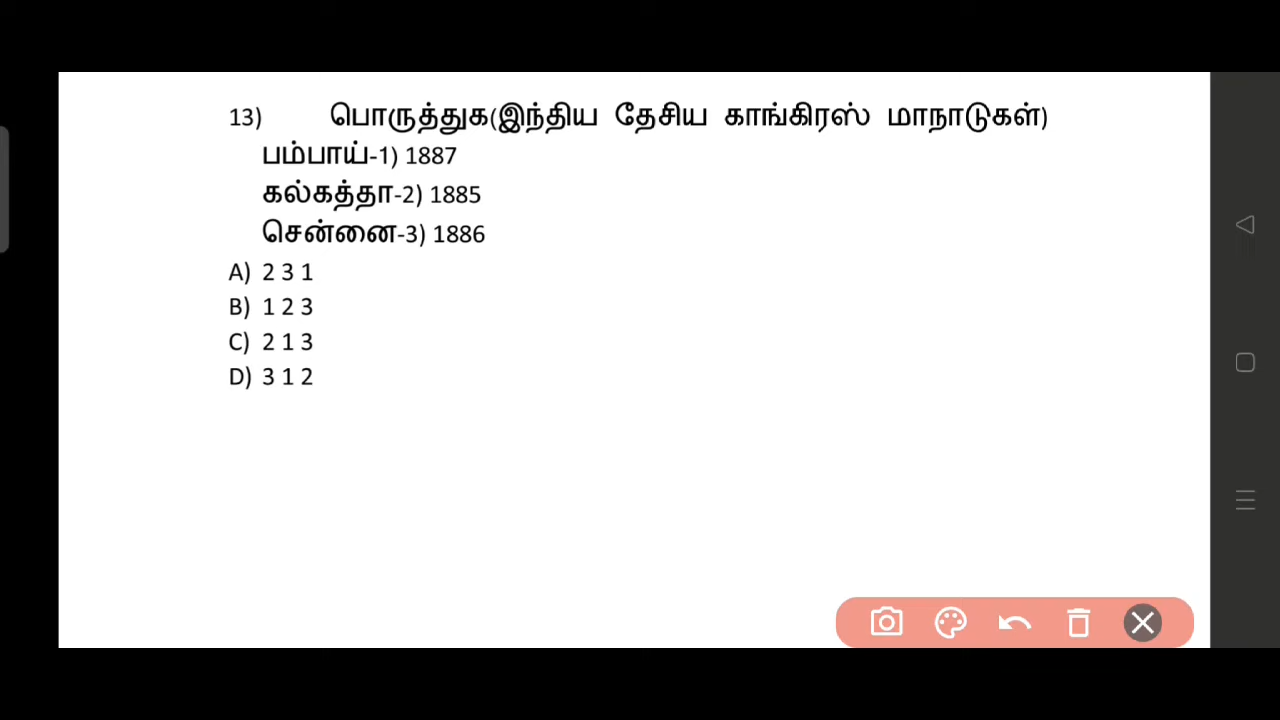 13) பொருத்துக(இந்திய தேசிய காங்கிரஸ் மாநாடுகள்)
பம்பாய்-1) 1887
கல்கத்தா-2) 1885
சென்னை-3) 1886
A) 2 3 1
B) 1 2 3
C) 2 1 3
D) 3 1 2